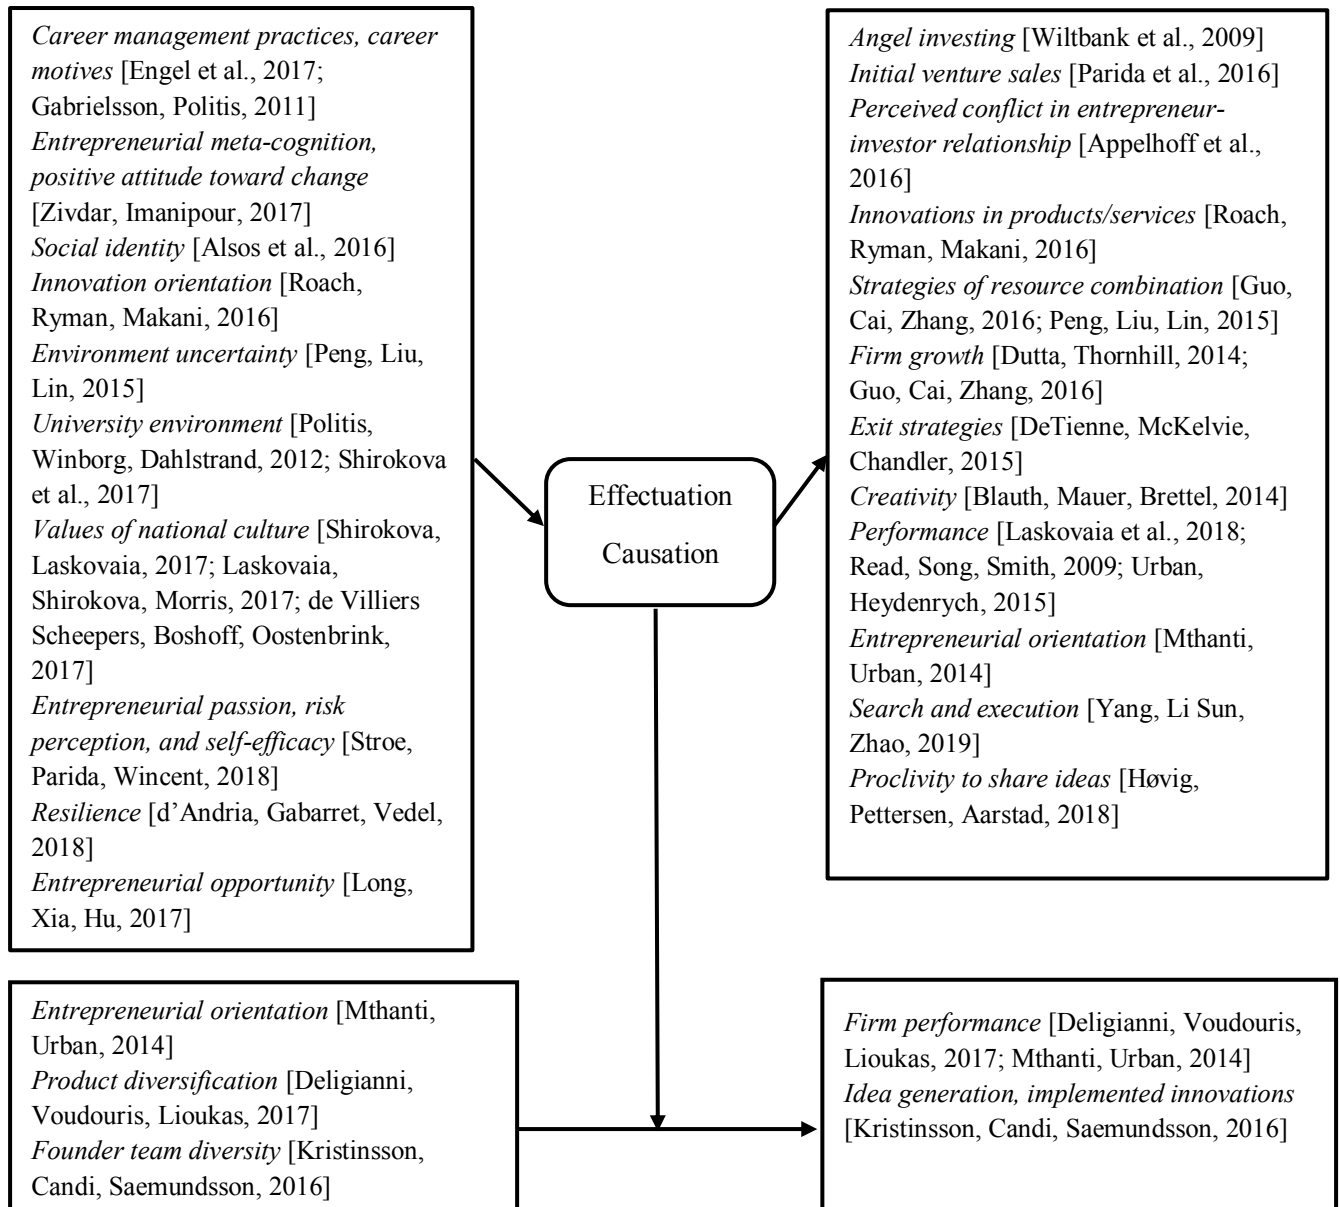 Career management practices, career
motives [Engel et al., 2017;
Gabrielsson, Politis, 2011]
Entrepreneurial meta-cognition,
positive attitude toward change
[Zivdar, Imanipour, 2017]
Social identity [Alsos et al., 2016]
Innovation orientation [Roach,
Ryman, Makani, 2016]
Environment uncertainty [Peng, Liu,
Lin, 2015]
University environment [Politis,
Winborg, Dahlstrand, 2012; Shirokova
et al., 2017]
Values of national culture [Shirokova,
Laskovaia, 2017; Laskovaia,
Shirokova, Morris, 2017; de Villiers
Scheepers, Boshoff, Oostenbrink,
2017]
Entrepreneurial passion, risk
perception, and self-efficacy [Stroe,
Parida, Wincent, 2018]
Resilience [d’Andria, Gabarret, Vedel,
2018]
Entrepreneurial opportunity [Long,
Xia, Hu, 2017]
Effectuation
Causation
Angel investing [Wiltbank et al., 2009]
Initial venture sales [Parida et al., 2016]
Perceived conflict in entrepreneur-
investor relationship [Appelhoff et al.,
2016]
Innovations in products/services [Roach,
Ryman, Makani, 2016]
Strategies of resource combination [Guo,
Cai, Zhang, 2016; Peng, Liu, Lin, 2015]
Firm growth [Dutta, Thornhill, 2014;
Guo, Cai, Zhang, 2016]
Exit strategies [DeTienne, McKelvie,
Chandler, 2015]
Creativity [Blauth, Mauer, Brettel, 2014]
Performance [Laskovaia et al., 2018;
Read, Song, Smith, 2009; Urban,
Heydenrych, 2015]
Entrepreneurial orientation [Mthanti,
Urban, 2014]
Search and execution [Yang, Li Sun,
Zhao, 2019]
Proclivity to share ideas [Høvig,
Pettersen, Aarstad, 2018]
Entrepreneurial orientation [Mthanti,
Urban, 2014]
Product diversification [Deligianni,
Voudouris, Lioukas, 2017]
Founder team diversity [Kristinsson,
Candi, Saemundsson, 2016]
Firm performance [Deligianni, Voudouris,
Lioukas, 2017; Mthanti, Urban, 2014]
Idea generation, implemented innovations
[Kristinsson, Candi, Saemundsson, 2016]